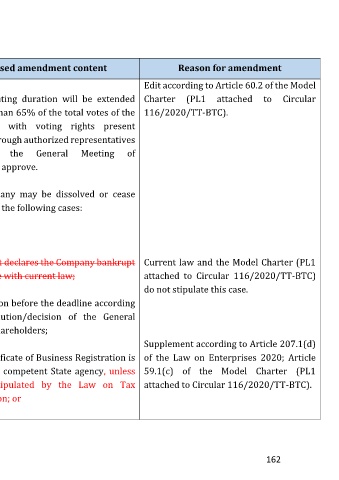 sed amendment content
Reason for amendment
ting duration will be extended
han 65% of the total votes of the
with voting rights present
rough authorized representatives
the General Meeting of
approve.
any may be dissolved or cease
the following cases:
t declares the Company bankrupt
e with current law;
on before the deadline according
ution/decision of the General
areholders;
ficate of Business Registration is
competent State agency, unless
ipulated by the Law on Tax
on; or
Edit according to Article 60.2 of the Model
Charter (PL1 attached to Circular
116/2020/TT-BTC).
Current law and the Model Charter (PL1
attached to Circular 116/2020/TT-BTC)
do not stipulate this case.
Supplement according to Article 207.1(d)
of the Law on Enterprises 2020; Article
59.1(c) of the Model Charter (PL1
attached to Circular 116/2020/TT-BTC).
162